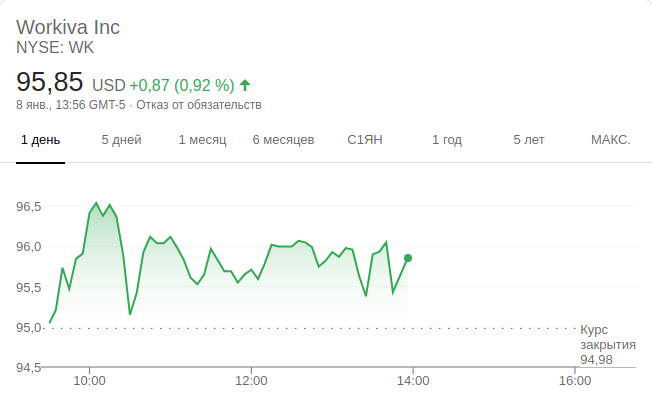 Workiva Inc
NYSE: WK
95,85 USD +0,87 (0,92 %)
8 янв., 13:56 GMT-5 · Отказ от обязательств
1 день 5 дней 1 месяц 6 месяцев С1ЯН 1 год 5 лет МАКС.
96,5
96,0
95,5
95,0
Курс
закрытия
94,98
94,5
10:00 12:00 14:00 16:00